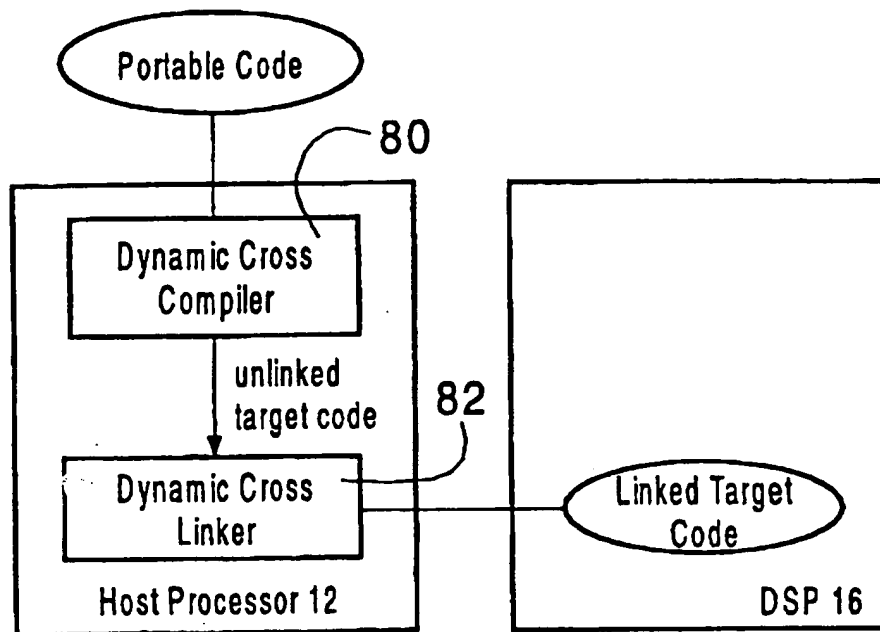 Portable Code
80
Dynamic Cross
Compiler
unlinked
target code
82
Dynamic Cross
Linker
Linked Target
Code
Host Processor 12
DSP 16